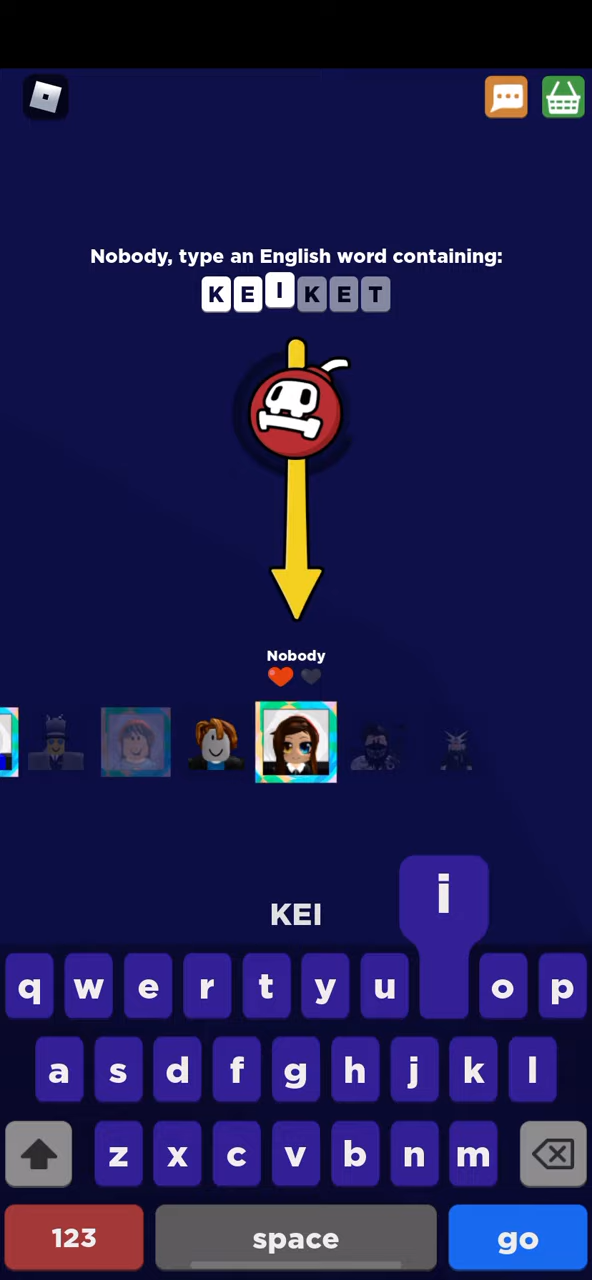 Nobody, type an English word containing:
KEIKET
Nobody
KEI
i
q w e r t y u o p
a s d f g h j k l
z x c v b n m
123 space go